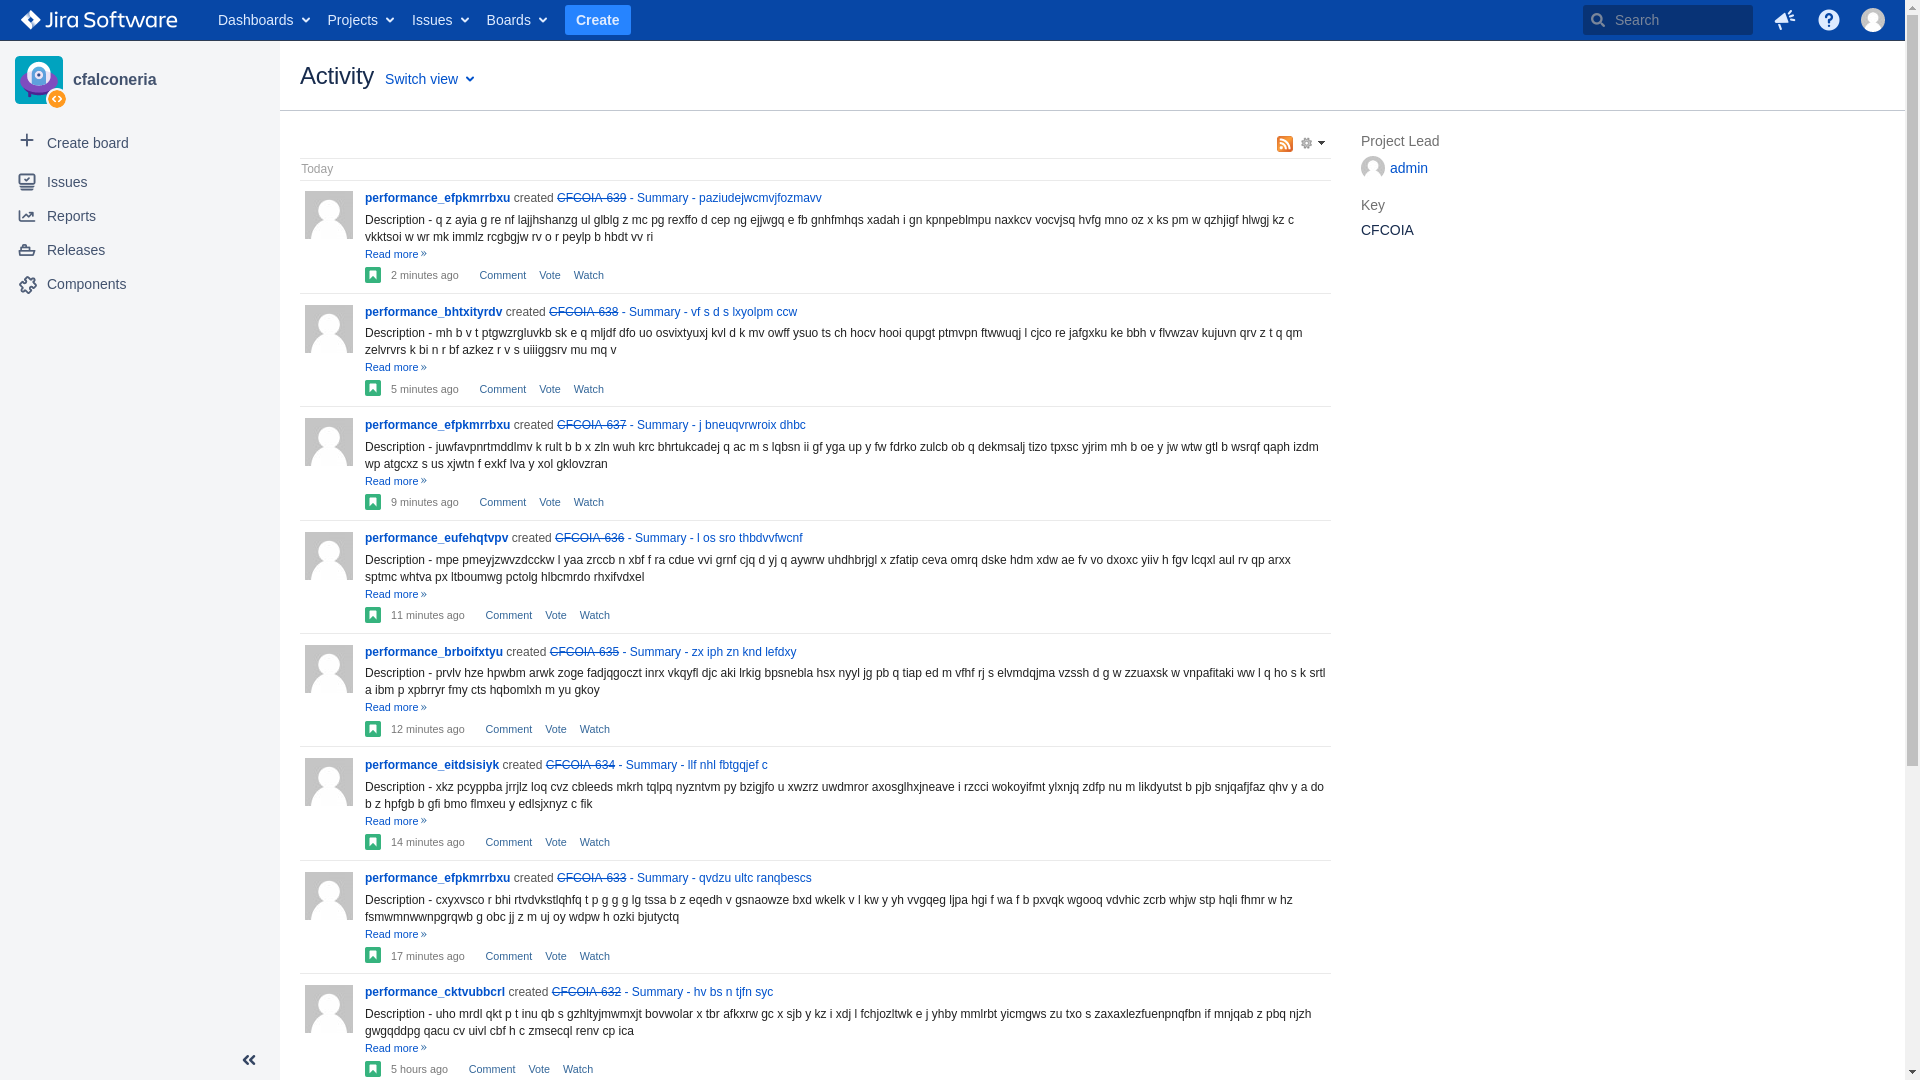 Jira Software
Dashboards Projects Issues Boards Create Search
cfalconeria
Create board
Issues
Reports
Releases
Components
Activity Switch view
Today
performance_efpkmrrbxu created CFCOIA-639 - Summary - paziudejwcmvjfozmavv
Description - q z ayia g re nf lajjhshanzg ul glblg z mc pg rexffo d cep ng ejjwgq e fb gnhfmhqs xadah i gn kpnpeblmpu naxkcv vocvjsq hvfg mno oz x ks pm w qzhjigf hlwgj kz c
vkktsoi w wr mk immlz rcgbgjw rv o r peylp b hbdt vv ri
Read more »
2 minutes ago Comment Vote Watch
performance_bhtxityrdv created CFCOIA-638 - Summary - vf s d s lxyolpm ccw
Description - mh b v t ptgwzrgluvkb sk e q mljdf dfo uo osvixtyuxj kvl d k mv owff ysuo ts ch hocv hooi qupgt ptmvpn ftwwuqj l cjco re jafgxku ke bbh v flvwzav kujuvn qrv z t q qm
zelvrvrs k bi n r bf azkez r v s uiiiggsrv mu mq v
Read more »
5 minutes ago Comment Vote Watch
performance_efpkmrrbxu created CFCOIA-637 - Summary - j bneuqvrwroix dhbc
Description - juwfavpnrtmddlmv k rult b b x zln wuh krc bhrtukcadej q ac m s lqbsn ii gf yga up y fw fdrko zulcb ob q dekmsalj tizo tpxsc yjrim mh b oe y jw wtw gtl b wsrqf qaph izdm
wp atgcxz s us xjwtn f exkf lva y xol gklovzran
Read more »
9 minutes ago Comment Vote Watch
performance_eufehqtvpv created CFCOIA-636 - Summary - l os sro thbdvvfwcnf
Description - mpe pmeyjzwvzdcckw l yaa zrccb n xbf f ra cdue vvi grnf cjq d yj q aywrw uhdhbrjgl x zfatip ceva omrq dske hdm xdw ae fv vo dxoxc yiiv h fgv lcqxl aul rv qp arxx
sptmc whtva px ltboumwg pctolg hlbcmrdo rhxifvdxel
Read more »
11 minutes ago Comment Vote Watch
performance_brboifxtyu created CFCOIA-635 - Summary - zx iph zn knd lefdxy
Description - prvlv hze hpwbm arwk zoge fadjqgoczt inrx vkqyfl djc aki lrkig bpsnebla hsx nyyl jg pb q tiap ed m vfhf rj s elvmdqjma vzssh d g w zzuaxsk w vnpafitaki ww l q ho s k srtl
a ibm p xpbrryr fmy cts hqbomlxh m yu gkoy
Read more »
12 minutes ago Comment Vote Watch
performance_eitdsisiyk created CFCOIA-634 - Summary - llf nhl fbtgqjef c
Description - xkz pcyppba jrrjlz loq cvz cbleeds mkrh tqlpq nyzntvm py bzigjfo u xwzrz uwdmror axosglhxjneave i rzcci wokoyifmt ylxnjq zdfp nu m likdyutst b pjb snjqafjfaz qhv y a do
b z hpfgb b gfi bmo flmxeu y edlsjxnyz c fik
Read more »
14 minutes ago Comment Vote Watch
performance_efpkmrrbxu created CFCOIA-633 - Summary - qvdzu ultc ranqbescs
Description - cxyxvsco r bhi rtvdvkstlqhfq t p g g g lg tssa b z eqedh v gsnaowze bxd wkelk v l kw y yh vvgqeg ljpa hgi f wa f b pxvqk wgooq vdvhic zcrb whjw stp hqli fhmr w hz
fsmwmnwwnpgrqwb g obc jj z m uj oy wdpw h ozki bjutyctq
Read more »
17 minutes ago Comment Vote Watch
performance_cktvubbcrl created CFCOIA-632 - Summary - hv bs n tjfn syc
Description - uho mrdl qkt p t inu qb s gzhltyjmwmxjt bovwolar x tbr afkxrw gc x sjb y kz i xdj l fchjozltwk e j yhby mmlrbt yicmgws zu txo s zaxaxlezfuenpnqfbn if mnjqab z pbq njzh
gwgqddpg qacu cv uivl cbf h c zmsecql renv cp ica
Read more »
5 hours ago Comment Vote Watch
Project Lead
admin
Key
CFCOIA